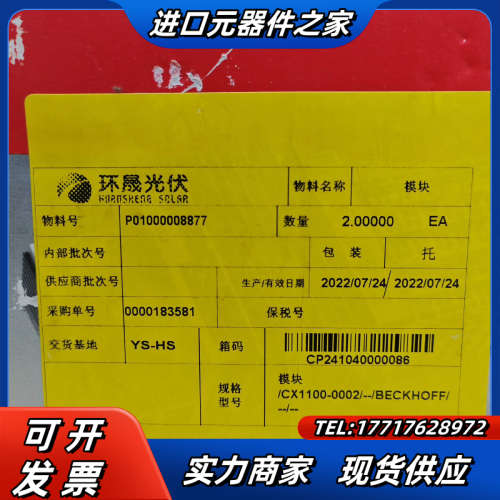 进口元器件之家
环晟光伏
HUANSHENG SOLAR
物料名称 模块
物料号 P01000008877 数量 2.00000 EA
内部批次号 包 装 托
供应商批次号 生产/有效日期 2022/07/24/ 2022/07/24
采购单号 0000183581 保税号
交货基地 YS-HS 箱码 CP241040000086
规格型号 模块
/CX1100-0002/--/BECKHOFF/
--/--
可开发票
TEL:17717628972
实力商家 现货供应